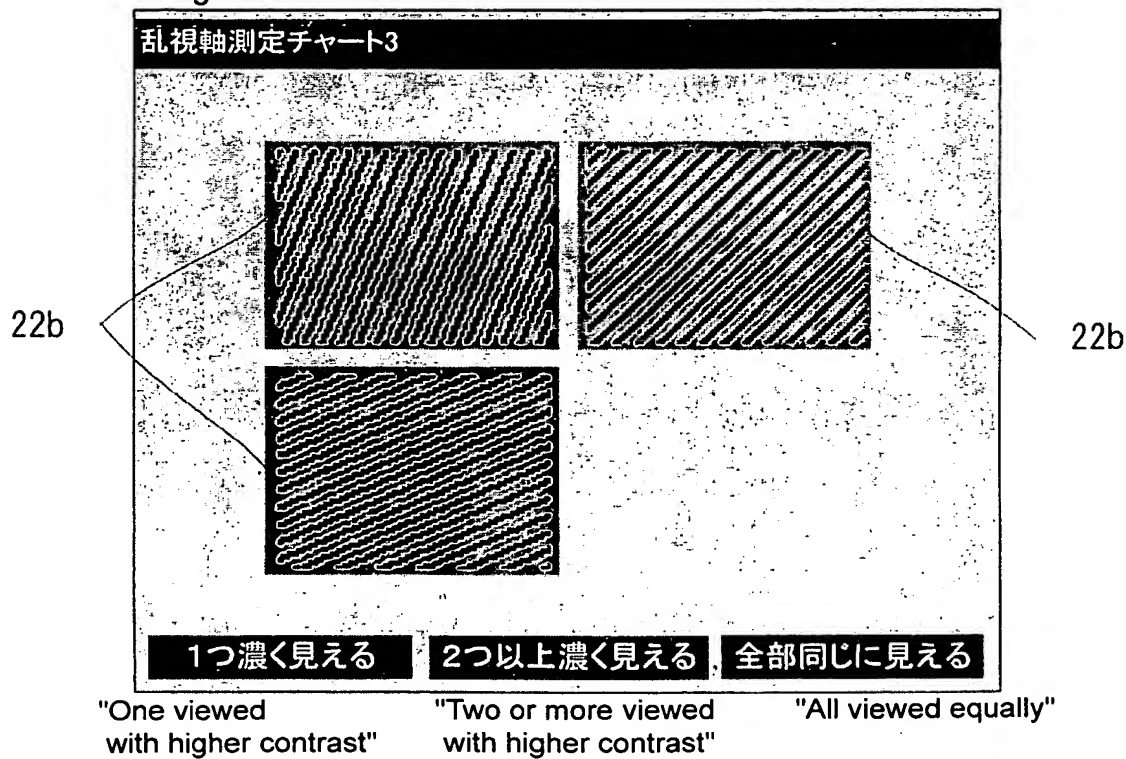 乱視軸測定チャート3
22b
22b
1つ濃く見える 2つ以上濃く見える 全部同じに見える
"One viewed "Two or more viewed "All viewed equally"
with higher contrast" with higher contrast"